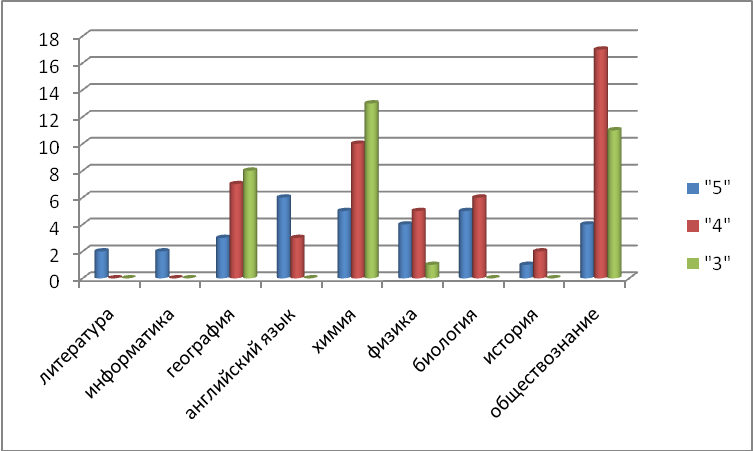 18
16
14
12
10
8
6
4
2
0
"5"
"4"
"3"
литература
информатика
география
английский язык
химия
физика
биология
история
обществознание